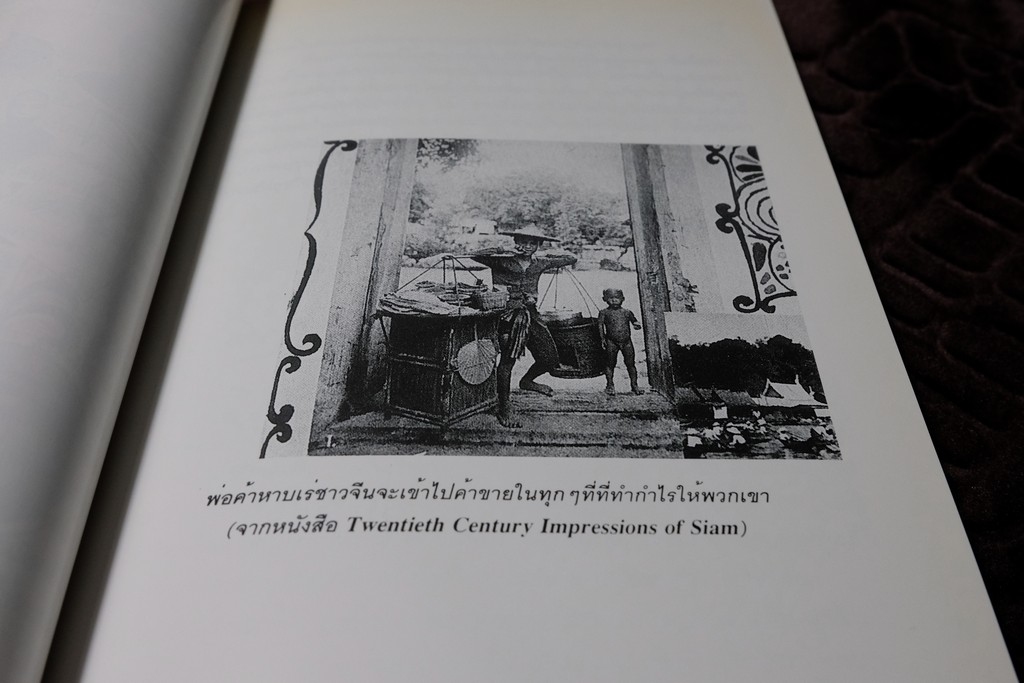 พ่อค้าหาบเร่ชาวจีนจะเข้าไปค้าขายในทุกๆที่ที่ทำกำไรให้พวกเขา
(จากหนังสือ Twentieth Century Impressions of Siam)